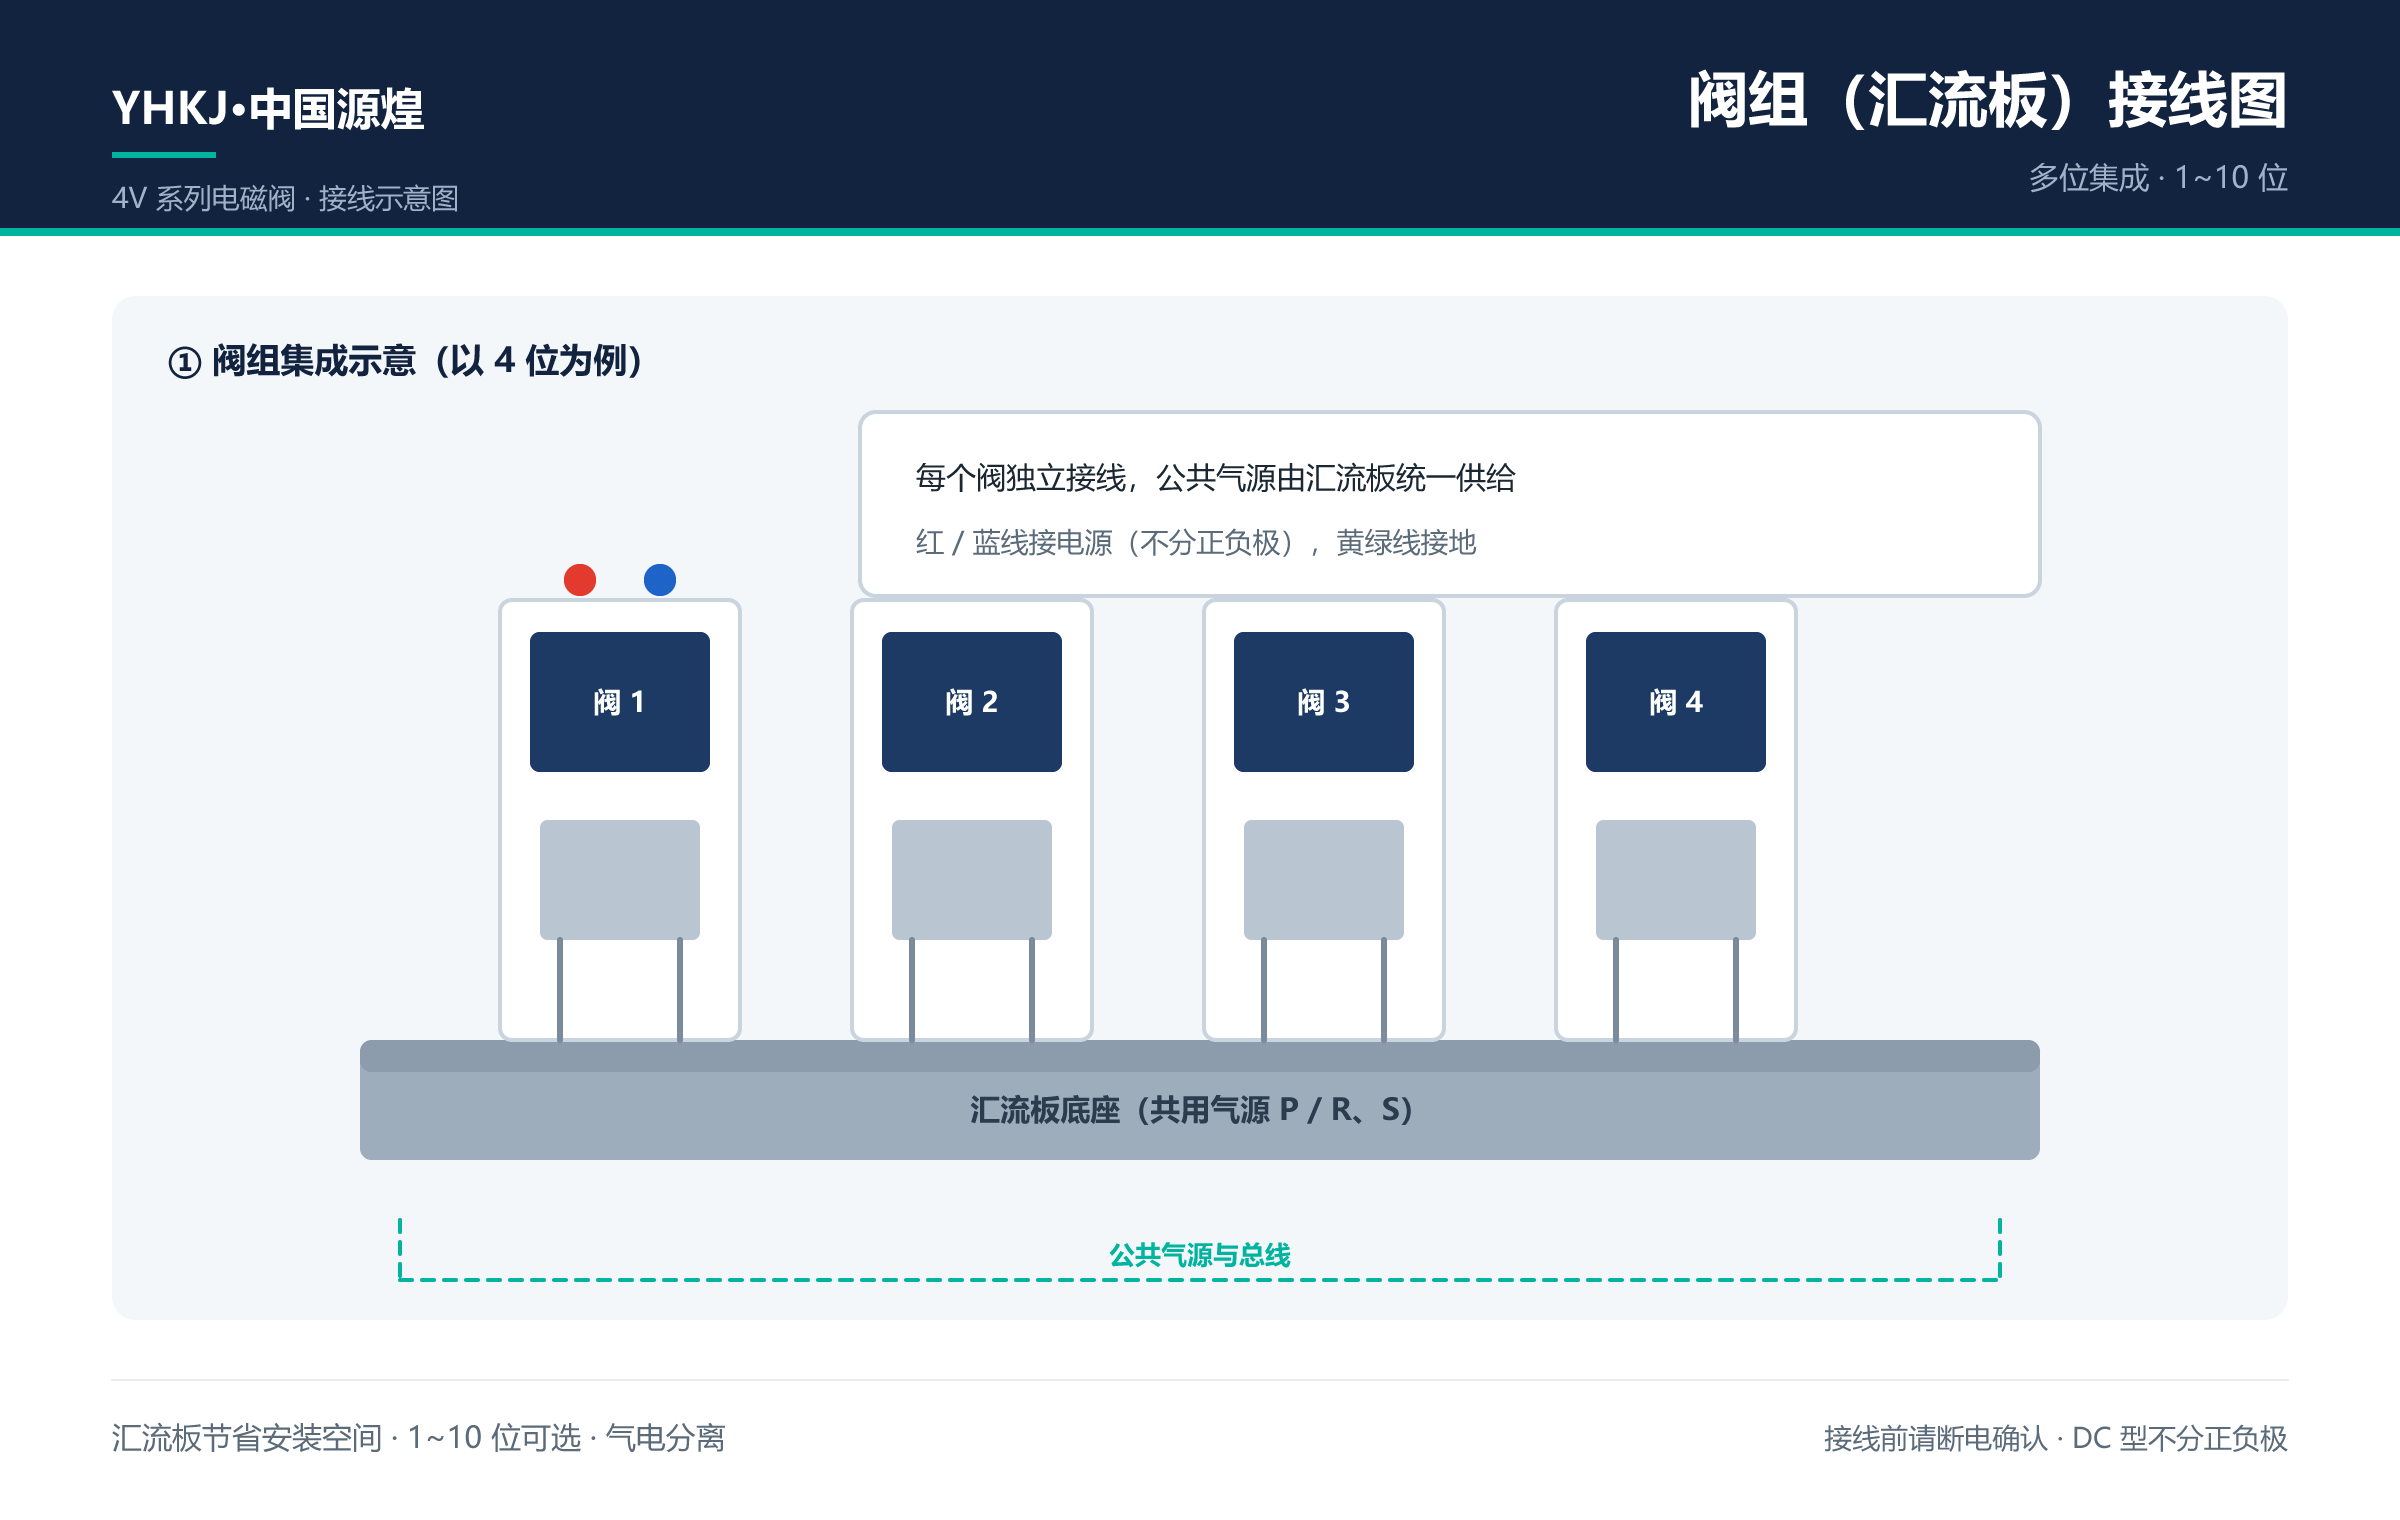 YHKJ·中国源煌
4V 系列电磁阀 · 接线示意图
阀组（汇流板）接线图
多位集成 · 1~10 位
① 阀组集成示意（以 4 位为例）
每个阀独立接线，公共气源由汇流板统一供给
红 / 蓝线接电源（不分正负极），黄绿线接地
阀 1
阀 2
阀 3
阀 4
汇流板底座（共用气源 P / R、S）
公共气源与总线
汇流板节省安装空间 · 1~10 位可选 · 气电分离
接线前请断电确认 · DC 型不分正负极